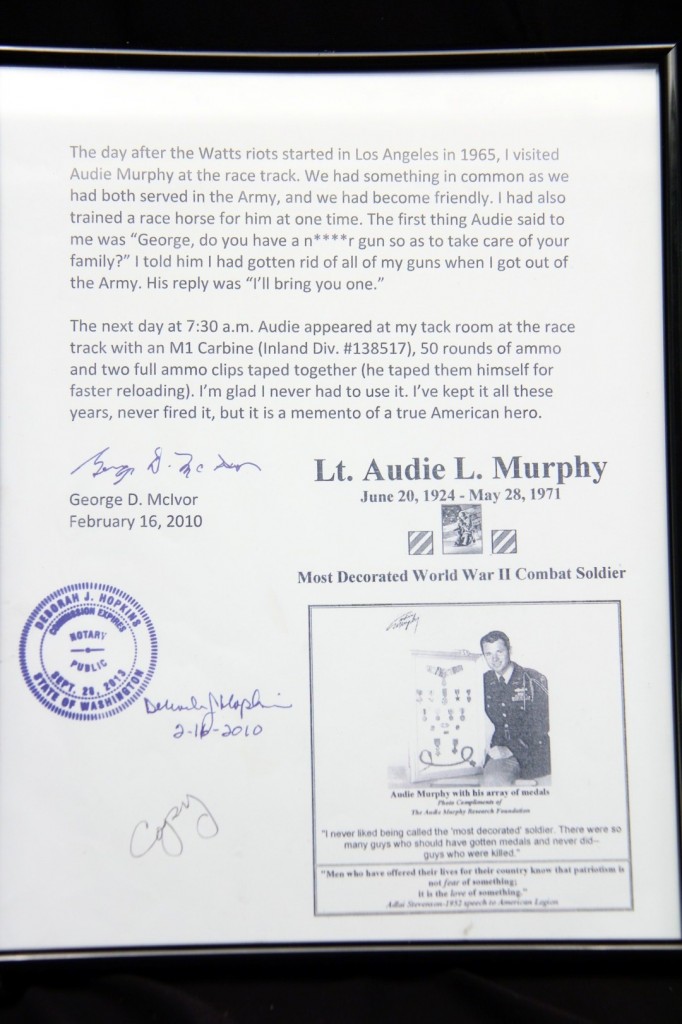 The day after the Watts riots started in Los Angeles in 1965, I visited
Audie Murphy at the race track. We had something in common as we
had both served in the Army, and we had become friendly. I had also
trained a race horse for him at one time. The first thing Audie said to
me was “George, do you have a n****r gun so as to take care of your
family?” I told him I had gotten rid of all of my guns when I got out of
the Army. His reply was “I’ll bring you one.”
The next day at 7:30 a.m. Audie appeared at my tack room at the race
track with an M1 Carbine (Inland Div. #138517), 50 rounds of ammo
and two full ammo clips taped together (he taped them himself for
faster reloading). I’m glad I never had to use it. I’ve kept it all these
years, never fired it, but it is a memento of a true American hero.
George D. McIvor
George D. McIvor
February 16, 2010
Lt. Audie L. Murphy
June 20, 1924 - May 28, 1971
Most Decorated World War II Combat Soldier
DEBORAH J. HOPKINS
COMMISSION EXPIRES
NOTARY
PUBLIC
SEPT. 28, 2013
STATE OF WASHINGTON
Deborah J Hopkins
2-16-2010
Copy
Audie Murphy with his array of medals
Photo Compliments of
The Audie Murphy Research Foundation
"I never liked being called the 'most decorated' soldier. There were so
many guys who should have gotten medals and never did--
guys who were killed."
"Men who have offered their lives for their country know that patriotism is
not fear of something;
it is the love of something."
Adlai Stevenson-1952 speech to American Legion